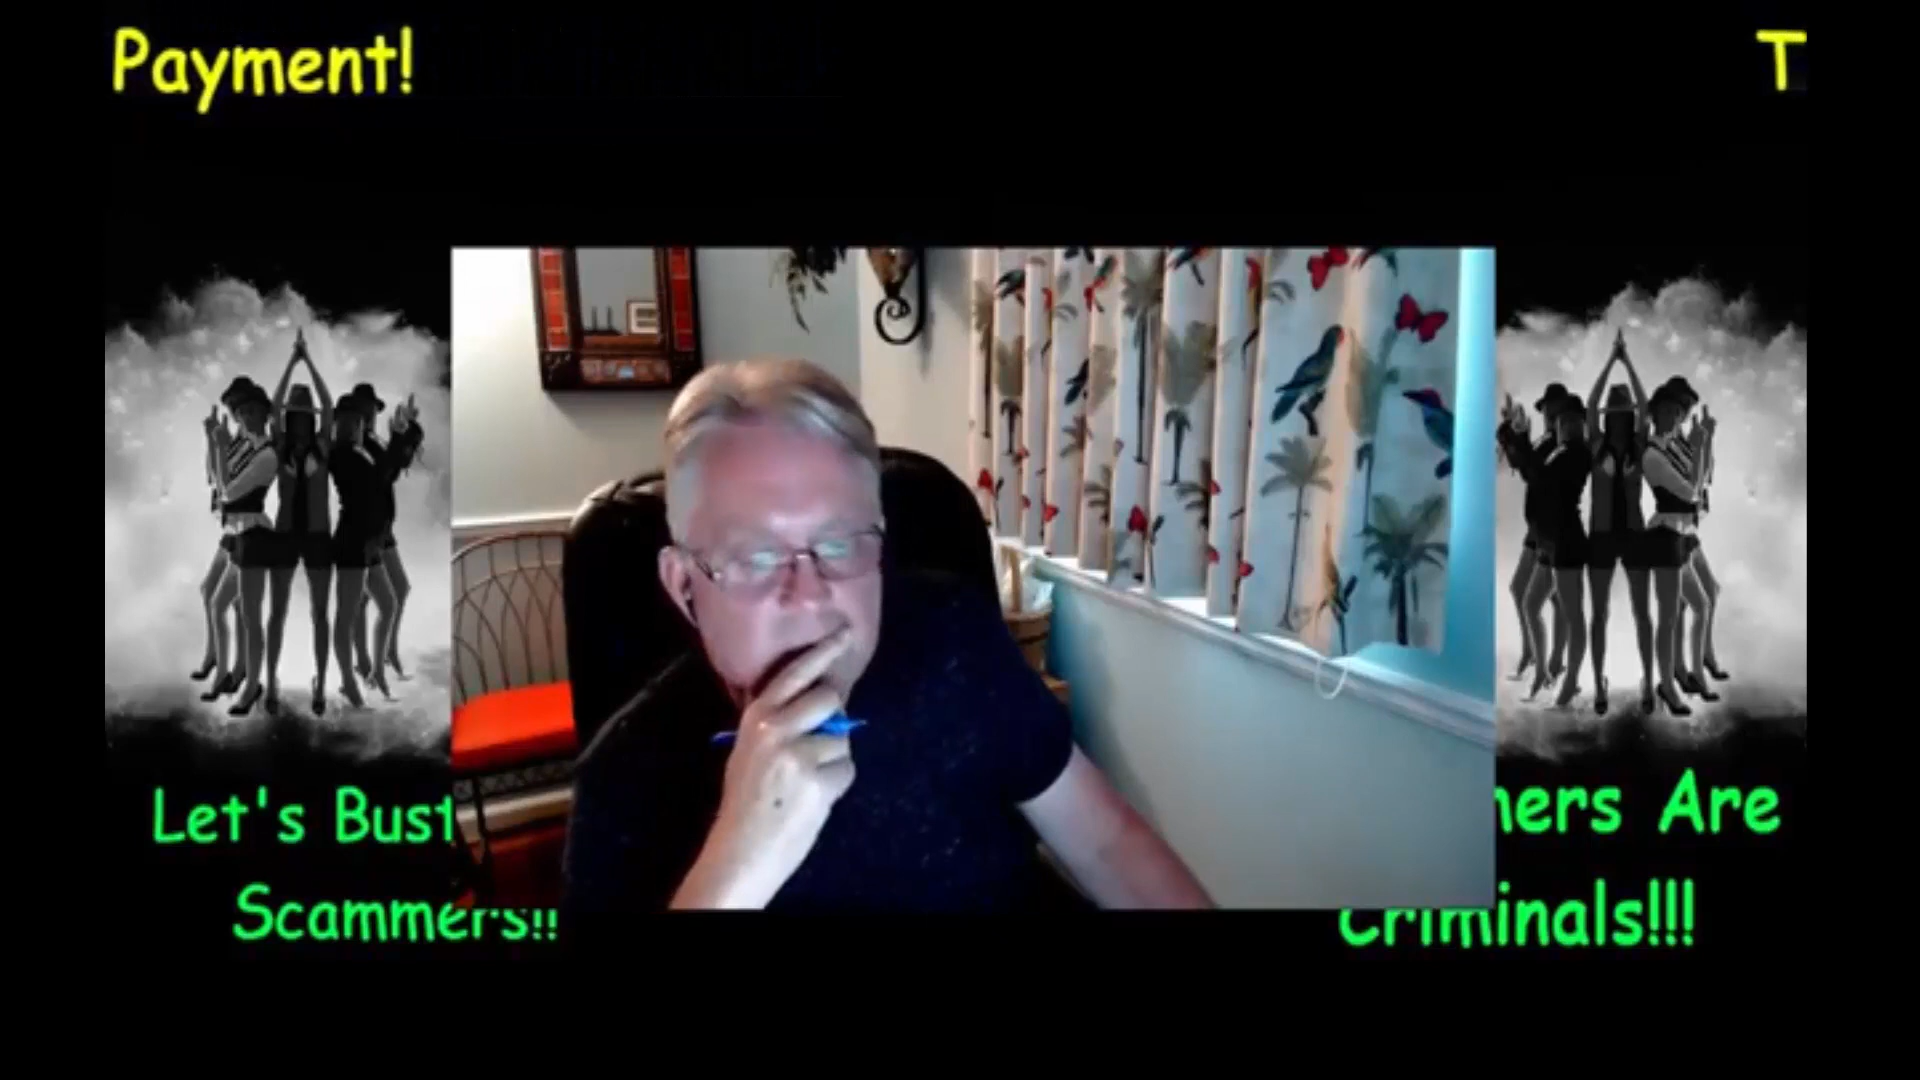 Payment!
T
Let's Bust
Scammers!!
ners Are
Criminals!!!